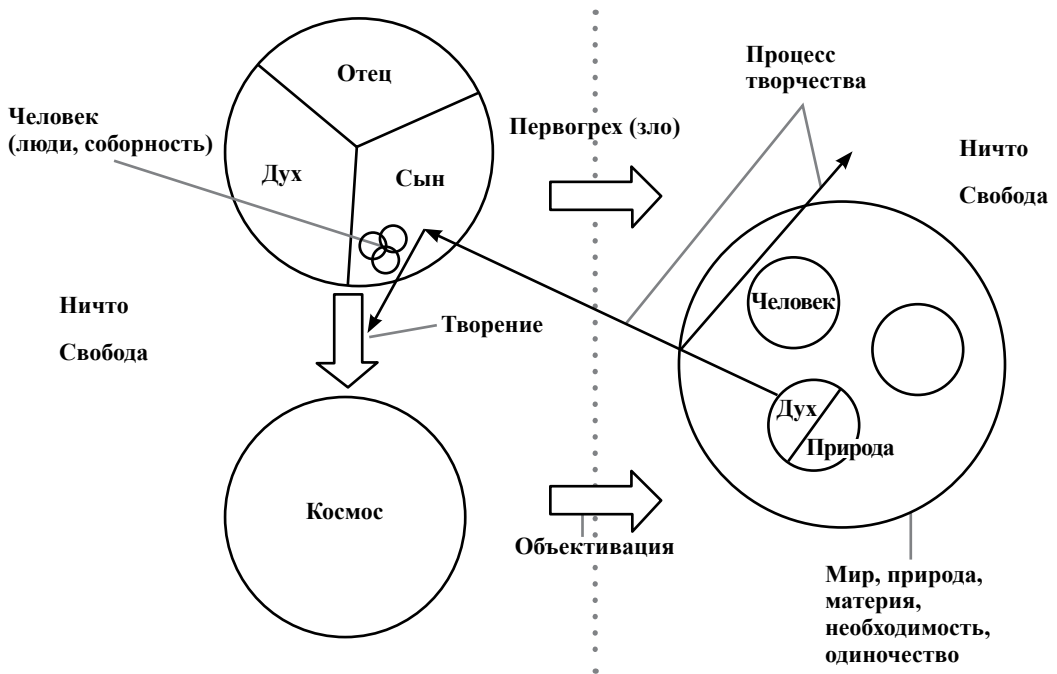 Отец
Процесс
творчества
Человек
(люди, соборность)
Первогрех (зло)
Дух
Сын
Ничто
Свобода
Ничто
Свобода
Творение
Человек
Дух
Природа
Космос
Объективация
Мир, природа,
материя,
необходимость,
одиночество